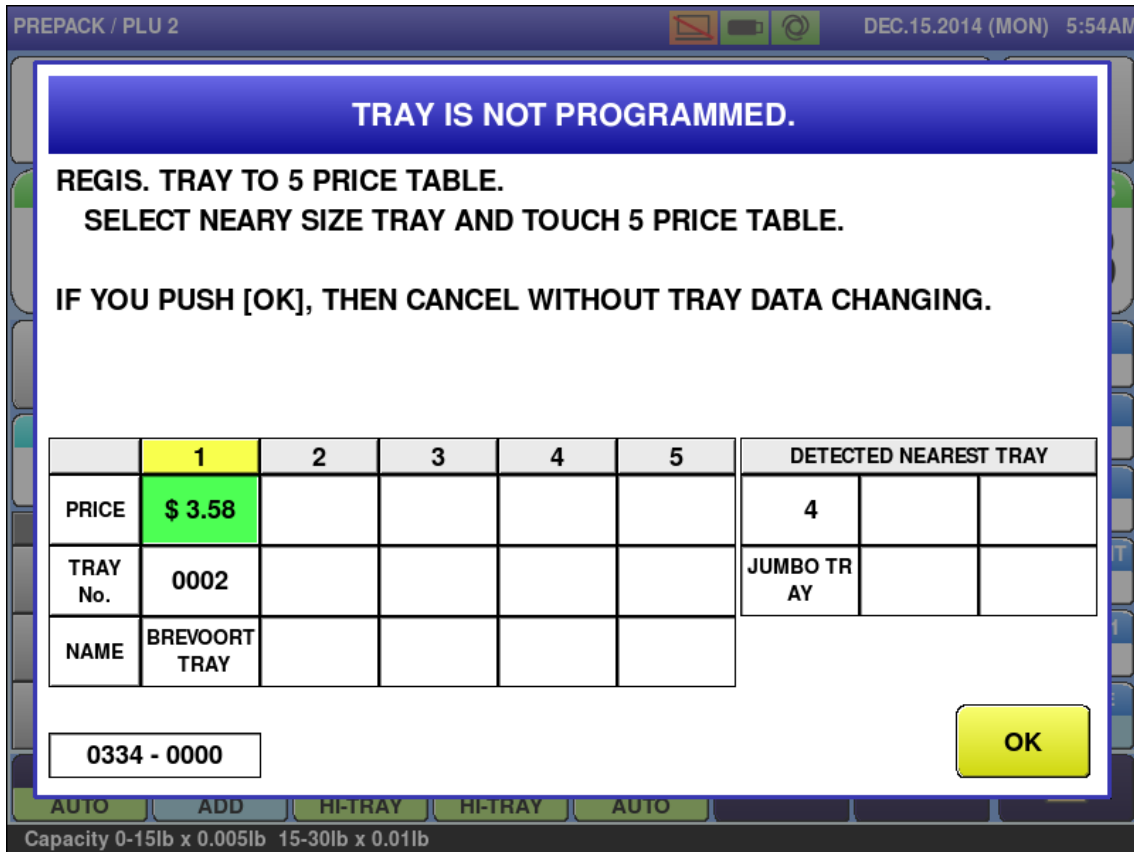 PREPACK / PLU 2 DEC.15.2014 (MON) 5:54AM
TRAY IS NOT PROGRAMMED.
REGIS. TRAY TO 5 PRICE TABLE.
SELECT NEARY SIZE TRAY AND TOUCH 5 PRICE TABLE.
IF YOU PUSH [OK], THEN CANCEL WITHOUT TRAY DATA CHANGING.
1 2 3 4 5 DETECTED NEAREST TRAY
PRICE $ 3.58 4
TRAY No. 0002 JUMBO TR
AY
NAME BREVOORT
TRAY
0334 - 0000
OK
AUTO ADD HI-TRAY HI-TRAY AUTO
Capacity 0-15lb x 0.005lb 15-30lb x 0.01lb